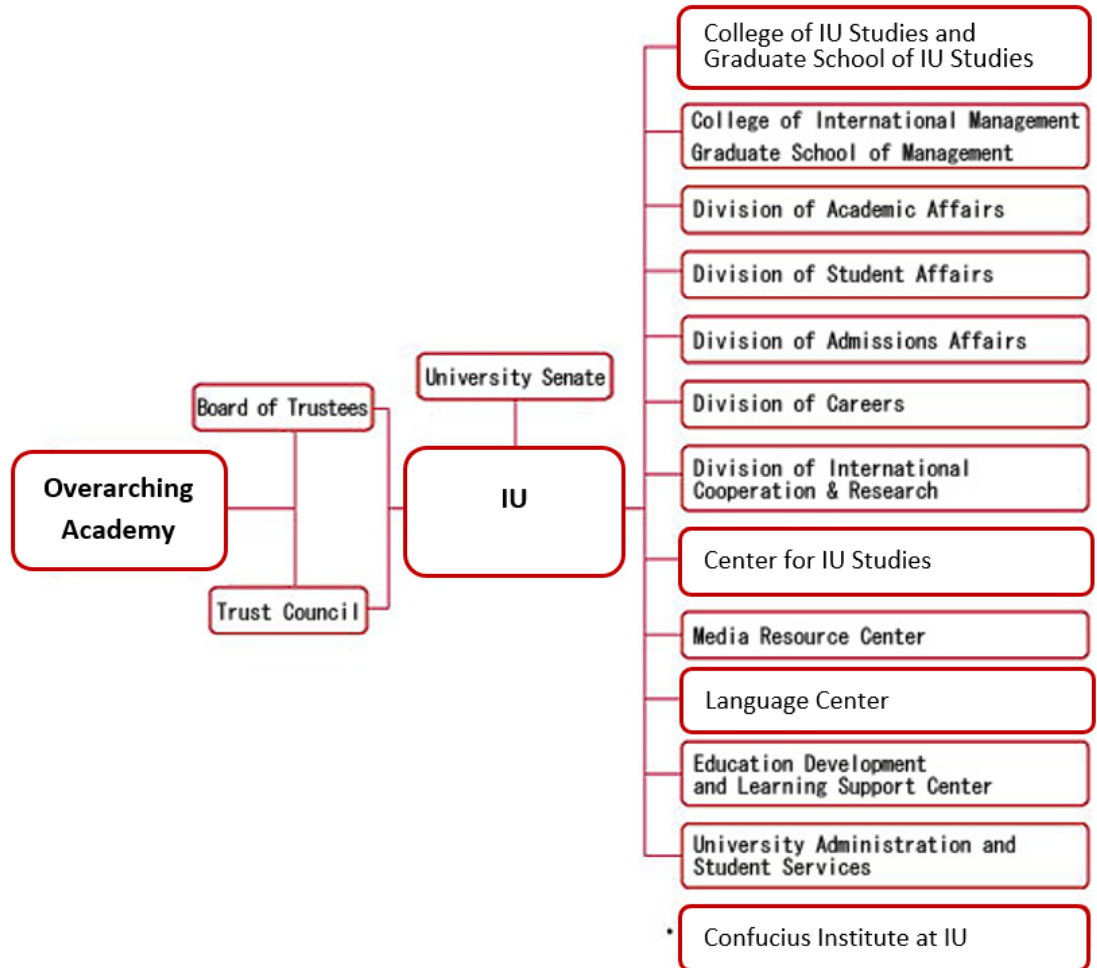 College of IU Studies and
Graduate School of IU Studies
College of International Management
Graduate School of Management
Division of Academic Affairs
Division of Student Affairs
Division of Admissions Affairs
University Senate
Board of Trustees
Division of Careers
Overarching
Academy
IU
Division of International
Cooperation & Research
Center for IU Studies
Trust Council
Media Resource Center
Language Center
Education Development
and Learning Support Center
University Administration and
Student Services
Confucius Institute at IU